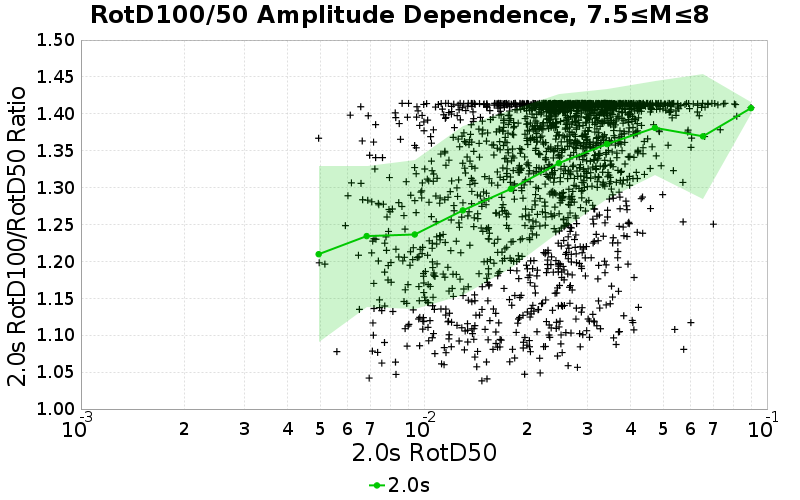 RotD100/50 Amplitude Dependence, 7.5≤M≤8
2.0s RotD100/RotD50 Ratio
1.50
1.45
1.40
1.35
1.30
1.25
1.20
1.15
1.10
1.05
1.00
10-3 2 3 4 5 6 7 10-2 2 3 4 5 6 7 10-1
2.0s RotD50
2.0s